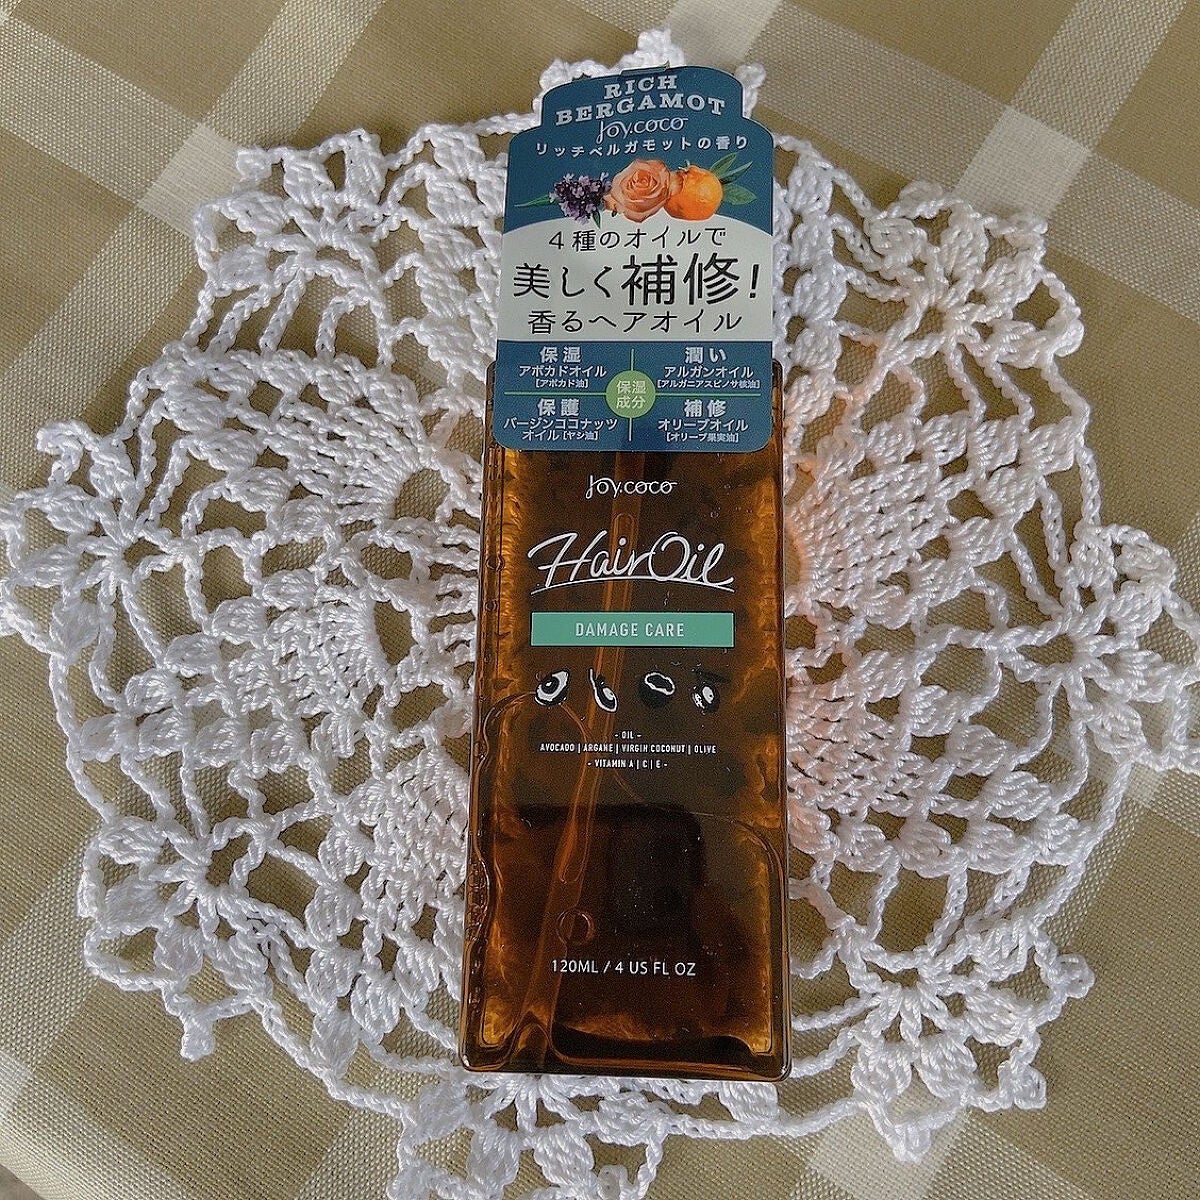 RICH
BERGAMOT
Joy.coco
リッチベルガモットの香り
4種のオイルで
美しく補修!
香るヘアオイル
保湿
アボカドオイル
[アボカド油]
潤い
アルガンオイル
[アルガニアスピノサ核油]
保湿
成分
保護
バージンココナッツ
オイル[ヤシ油]
補修
オリーブオイル
[オリーブ果実油]
Joy.coco
Hair Oil
DAMAGE CARE
- OIL -
AVOCADO | ARGANE | VIRGIN COCONUT | OLIVE
- VITAMIN A | C | E -
120ML / 4 US FL OZ